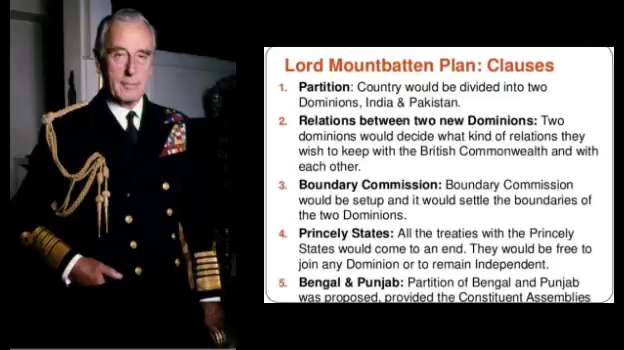 Lord Mountbatten Plan: Clauses
1. Partition: Country would be divided into two
Dominions, India & Pakistan.
2. Relations between two new Dominions: Two
dominions would decide what kind of relations they
wish to keep with the British Commonwealth and with
each other.
3. Boundary Commission: Boundary Commission
would be setup and it would settle the boundaries of
the two Dominions.
4. Princely States: All the treaties with the Princely
States would come to an end. They would be free to
join any Dominion or to remain Independent.
5. Bengal & Punjab: Partition of Bengal and Punjab
was proposed, provided the Constituent Assemblies